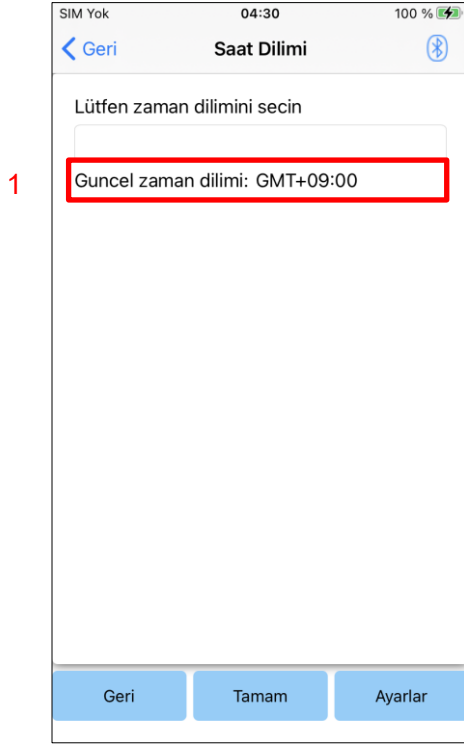 SIM Yok 04:30 100 %
Geri Saat Dilimi
Lütfen zaman dilimini secin
1 Guncel zaman dilimi: GMT+09:00
Geri Tamam Ayarlar